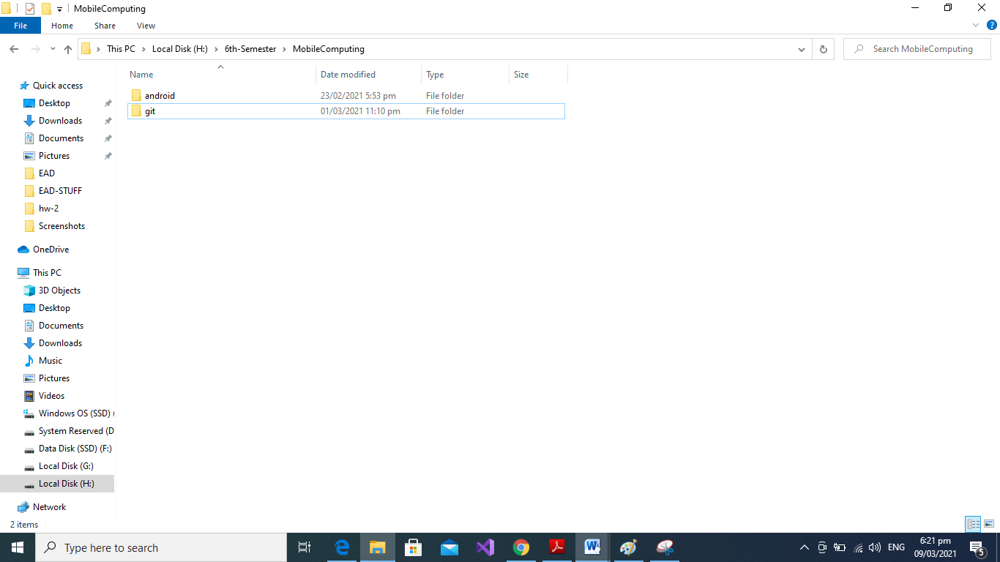 MobileComputing
File Home Share View
This PC Local Disk (H:) 6th-Semester MobileComputing Search MobileComputing
Name Date modified Type Size
android 23/02/2021 5:53 pm File folder
git 01/03/2021 11:10 pm File folder
Quick access
Desktop
Downloads
Documents
Pictures
EAD
EAD-STUFF
hw-2
Screenshots
OneDrive
This PC
3D Objects
Desktop
Documents
Downloads
Music
Pictures
Videos
Windows OS (SSD) (
System Reserved (D
Data Disk (SSD) (F:)
Local Disk (G:)
Local Disk (H:)
Network
2 items
Type here to search
ENG
6:21 pm
09/03/2021
5